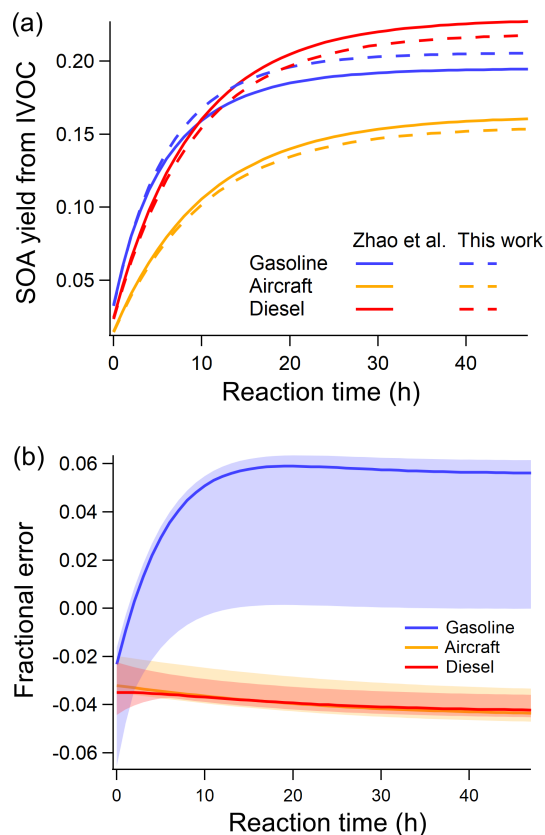 (a)
0.20
0.15
0.10
0.05
SOA yield from IVOC
Zhao et al. This work
Gasoline
Aircraft
Diesel
0 10 20 30 40
Reaction time (h)
(b)
0.06
0.04
0.02
0.00
-0.02
-0.04
-0.06
Fractional error
Gasoline
Aircraft
Diesel
0 10 20 30 40
Reaction time (h)